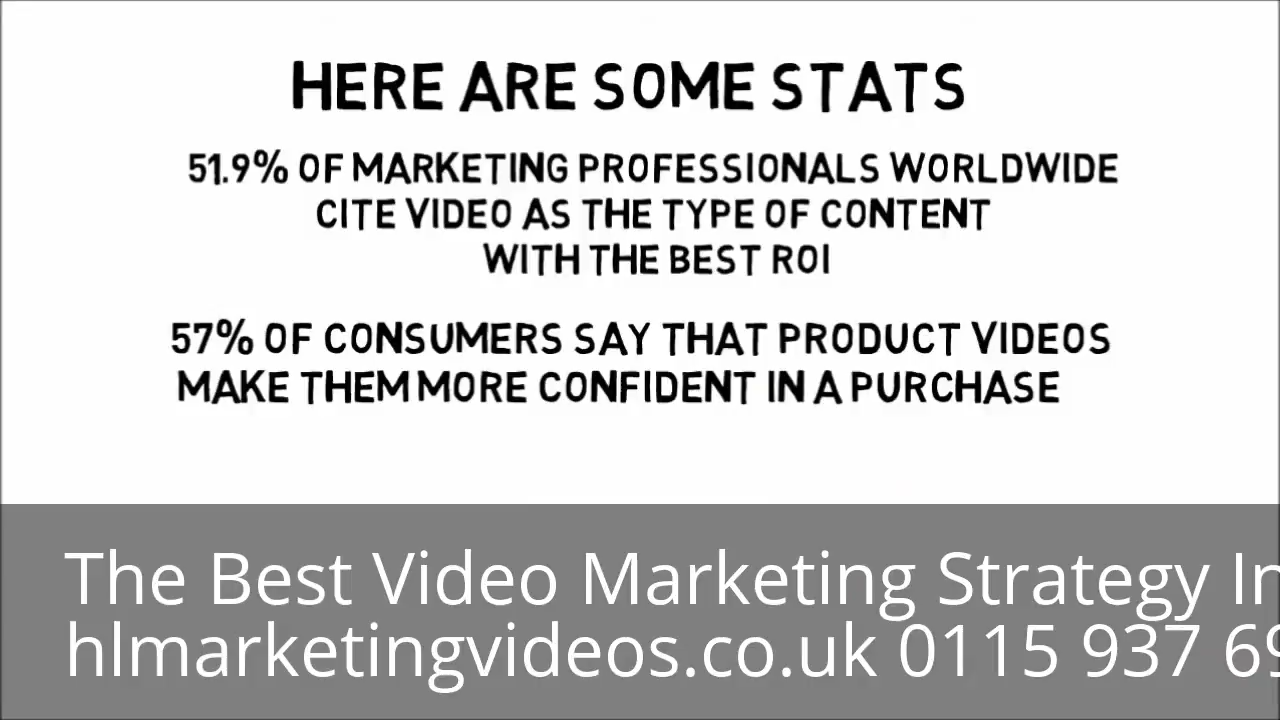 HERE ARE SOME STATS
51.9% OF MARKETING PROFESSIONALS WORLDWIDE
CITE VIDEO AS THE TYPE OF CONTENT
WITH THE BEST ROI
57% OF CONSUMERS SAY THAT PRODUCT VIDEOS
MAKE THEM MORE CONFIDENT IN A PURCHASE
The Best Video Marketing Strategy In
hlmarketingvideos.co.uk 0115 937 69